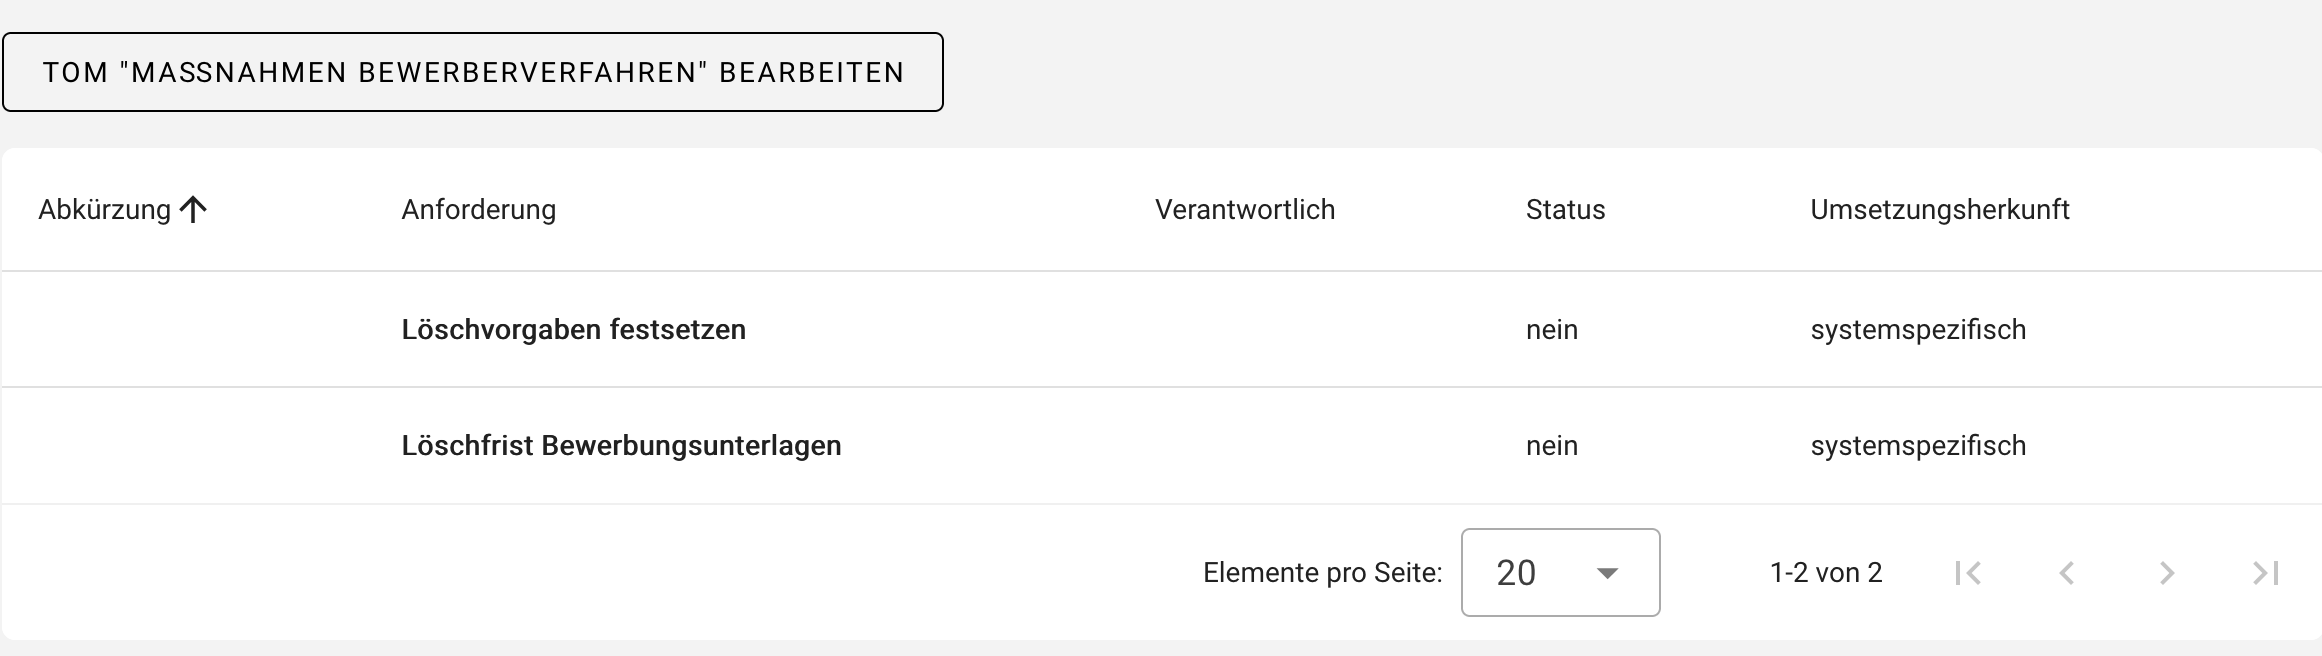 TOM "MASSNAHMEN BEWERBERVERFAHREN" BEARBEITEN
Abkürzung Anforderung Verantwortlich Status Umsetzungsherkunft
Löschvorgaben festsetzen nein systemspezifisch
Löschfrist Bewerbungsunterlagen nein systemspezifisch
Elemente pro Seite: 20 1-2 von 2